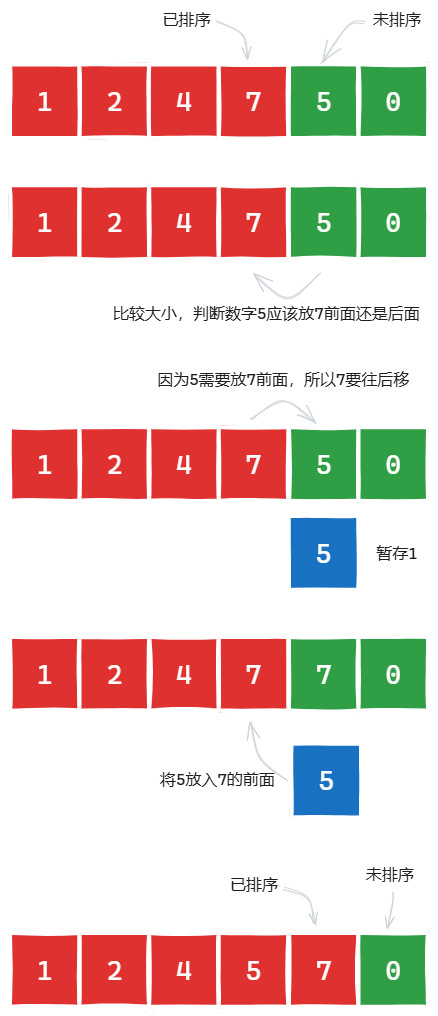 已排序 未排序
1 2 4 7 5 0
1 2 4 7 5 0
比较大小，判断数字5应该放7前面还是后面
因为5需要放7前面，所以7要往后移
1 2 4 7 5 0
5 暂存1
1 2 4 7 7 0
将5放入7的前面 5
未排序
已排序
1 2 4 5 7 0